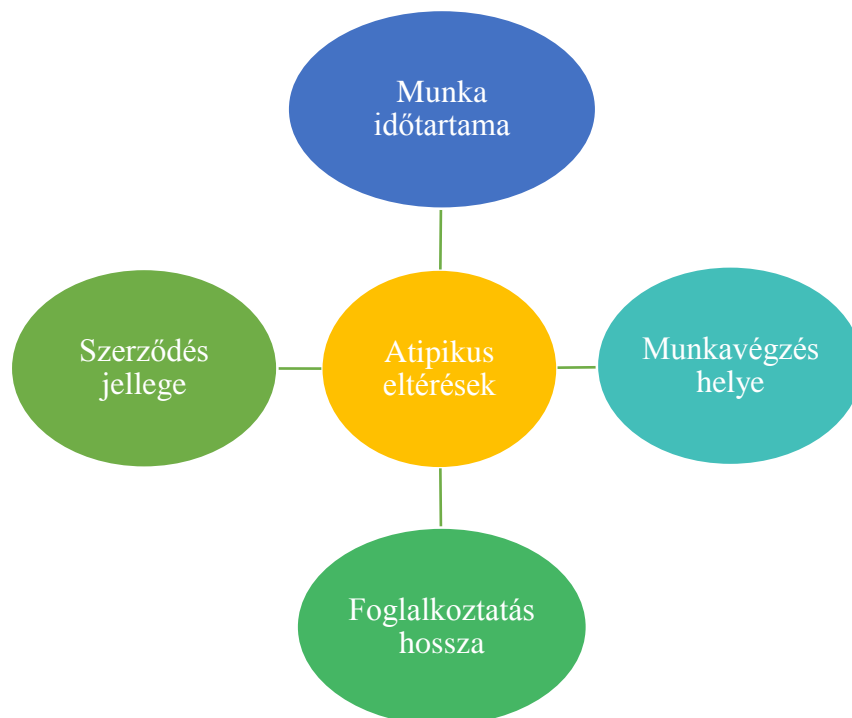 Munka
időtartama
Szerződés
jellege
Atipikus
eltérések
Munkavégzés
helye
Foglalkoztatás
hossza